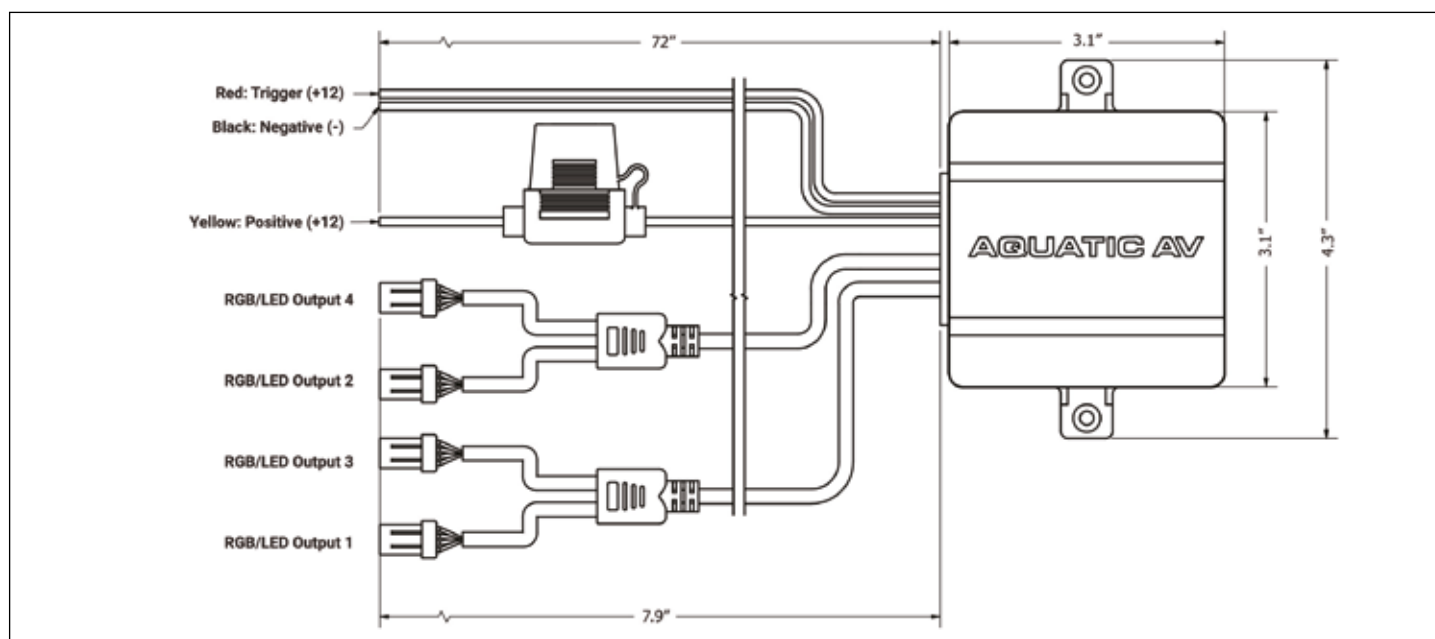 72”
3.1”
Red: Trigger (+12)
Black: Negative (-)
Yellow: Positive (+12)
AQUATIC AV
3.1”
4.3”
RGB/LED Output 4
RGB/LED Output 2
RGB/LED Output 3
RGB/LED Output 1
7.9”